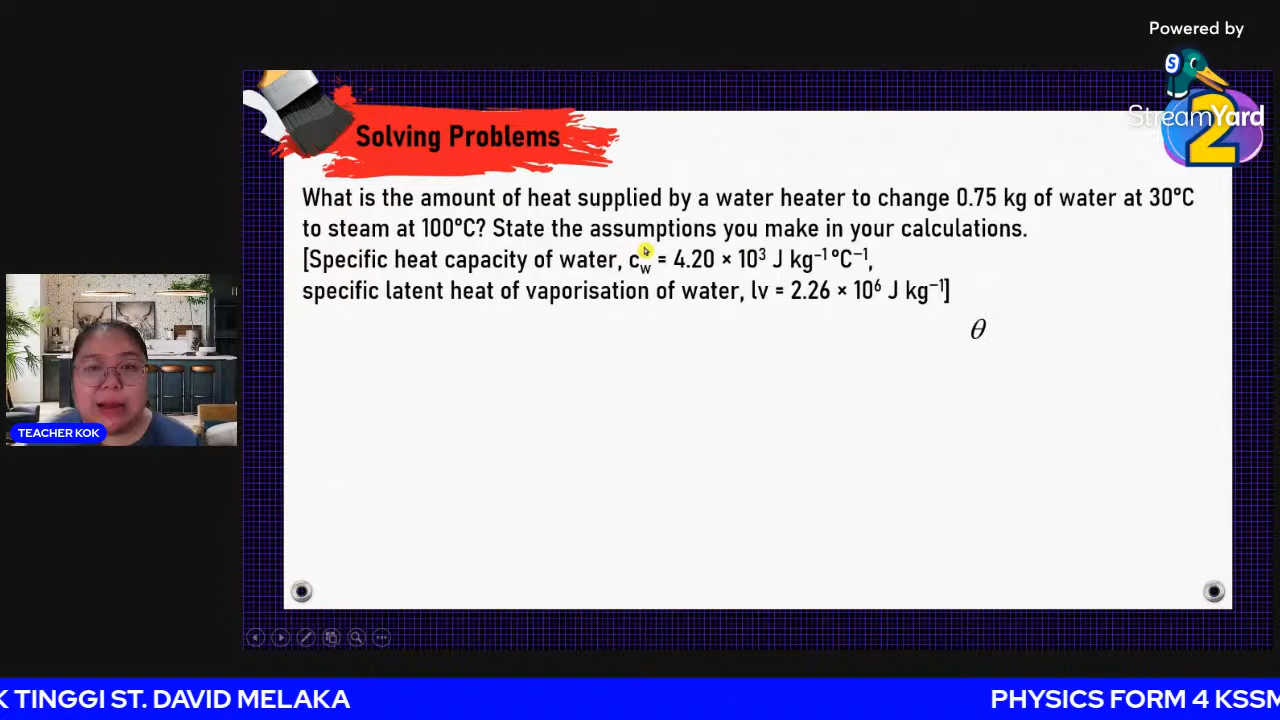 Powered by
S
StreamYard
2
Solving Problems
What is the amount of heat supplied by a water heater to change 0.75 kg of water at 30°C
to steam at 100°C? State the assumptions you make in your calculations.
[Specific heat capacity of water, c_w = 4.20 × 10³ J kg⁻¹ °C⁻¹,
specific latent heat of vaporisation of water, lv = 2.26 × 10⁶ J kg⁻¹]
θ
TEACHER KOK
K TINGGI ST. DAVID MELAKA
PHYSICS FORM 4 KSSM